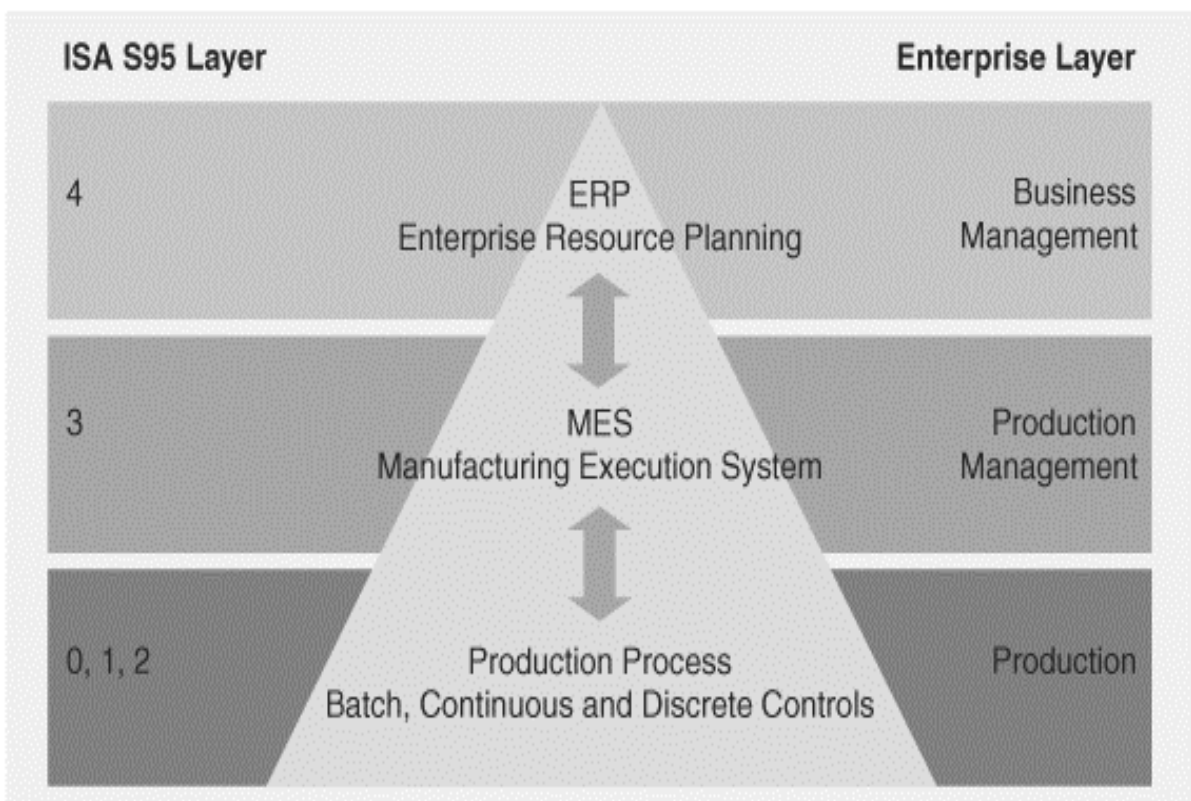 ISA S95 Layer
Enterprise Layer
4
ERP
Enterprise Resource Planning
Business
Management
3
MES
Manufacturing Execution System
Production
Management
0, 1, 2
Production Process
Batch, Continuous and Discrete Controls
Production